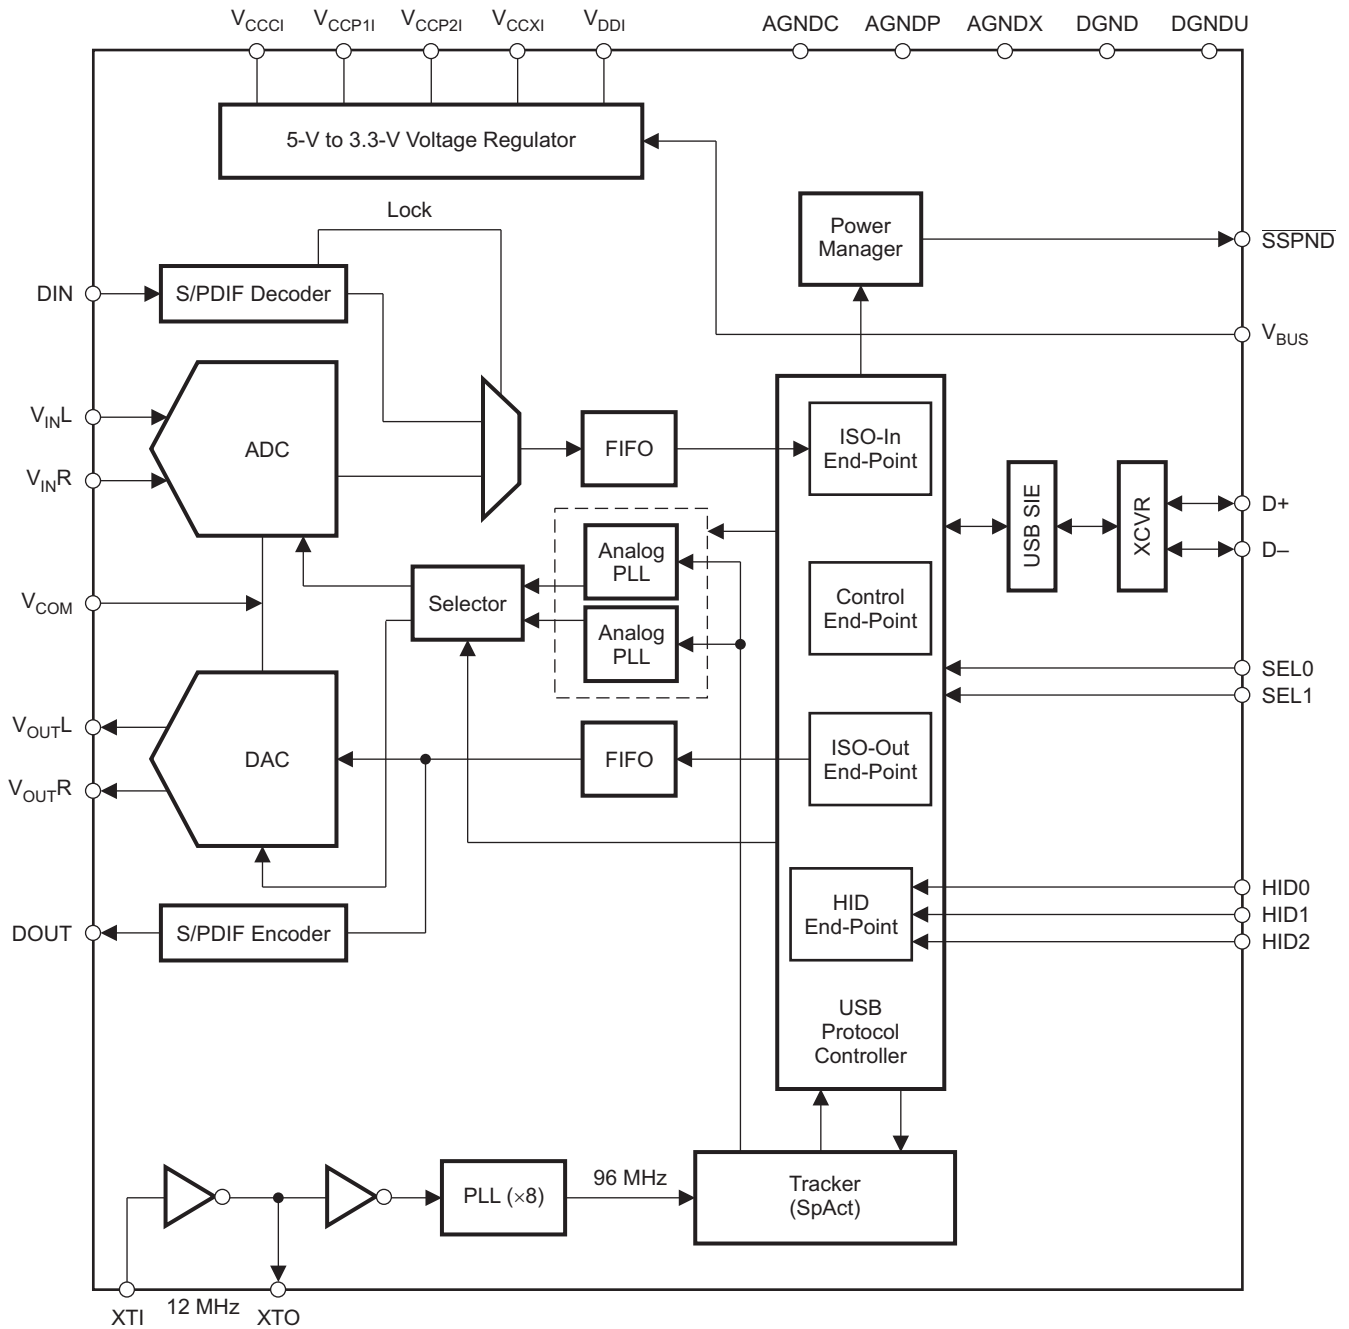 VCCCI VCCP1I VCCP2I VCCXI VDDI AGNDC AGNDP AGNDX DGND DGNDU
5-V to 3.3-V Voltage Regulator
Lock
Power
Manager
SSPND
DIN
S/PDIF Decoder
VBUS
VINL
VINR
ADC
FIFO
ISO-In
End-Point
USB SIE
XCVR
D+
D–
Analog
PLL
Selector
Analog
PLL
Control
End-Point
VCOM
SEL0
SEL1
VOUTL
VOUTR
DAC
FIFO
ISO-Out
End-Point
HID
End-Point
HID0
HID1
HID2
DOUT
S/PDIF Encoder
USB
Protocol
Controller
PLL (×8)
96 MHz
Tracker
(SpAct)
XTI
12 MHz
XTO